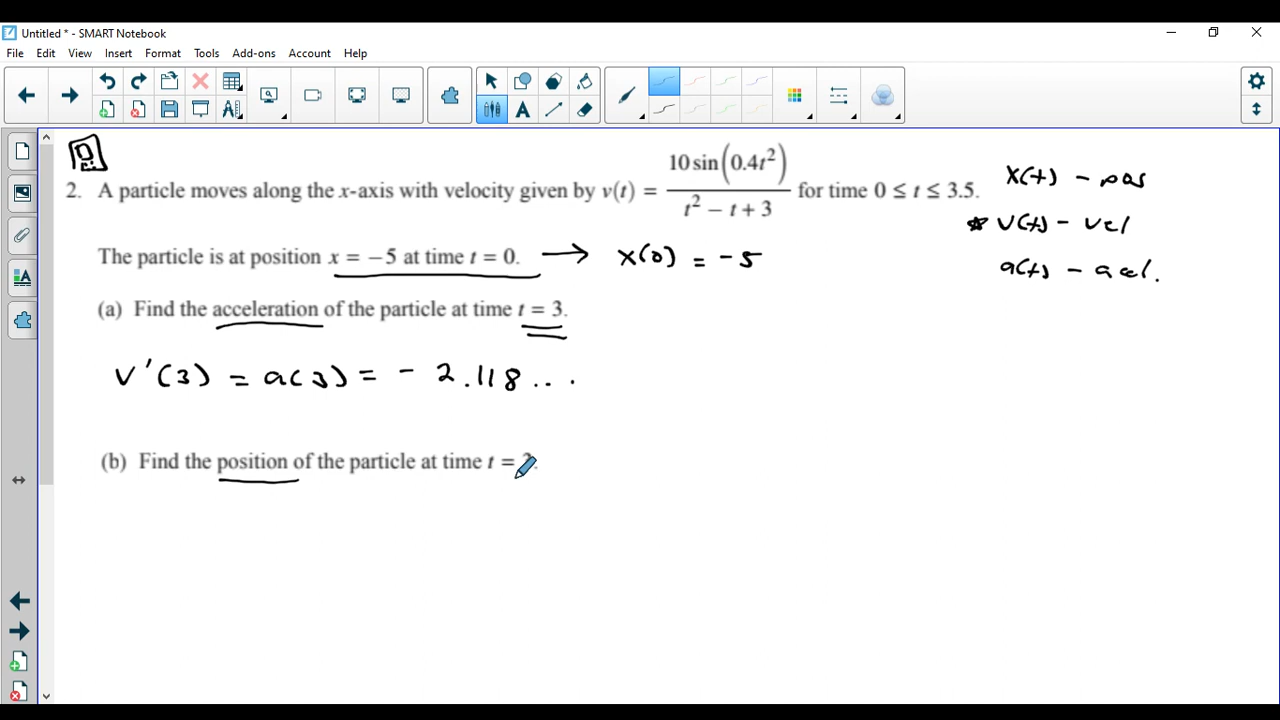 Untitled * - SMART Notebook
File Edit View Insert Format Tools Add-ons Account Help
2. A particle moves along the x-axis with velocity given by v(t) = 10 sin(0.4t²) / (t² − t + 3) for time 0 ≤ t ≤ 3.5.
x(t) - pos
* v(t) - vel
a(t) - accel.
The particle is at position x = −5 at time t = 0. → x(0) = -5
(a) Find the acceleration of the particle at time t = 3.
v'(3) = a(3) = - 2.118...
(b) Find the position of the particle at time t =